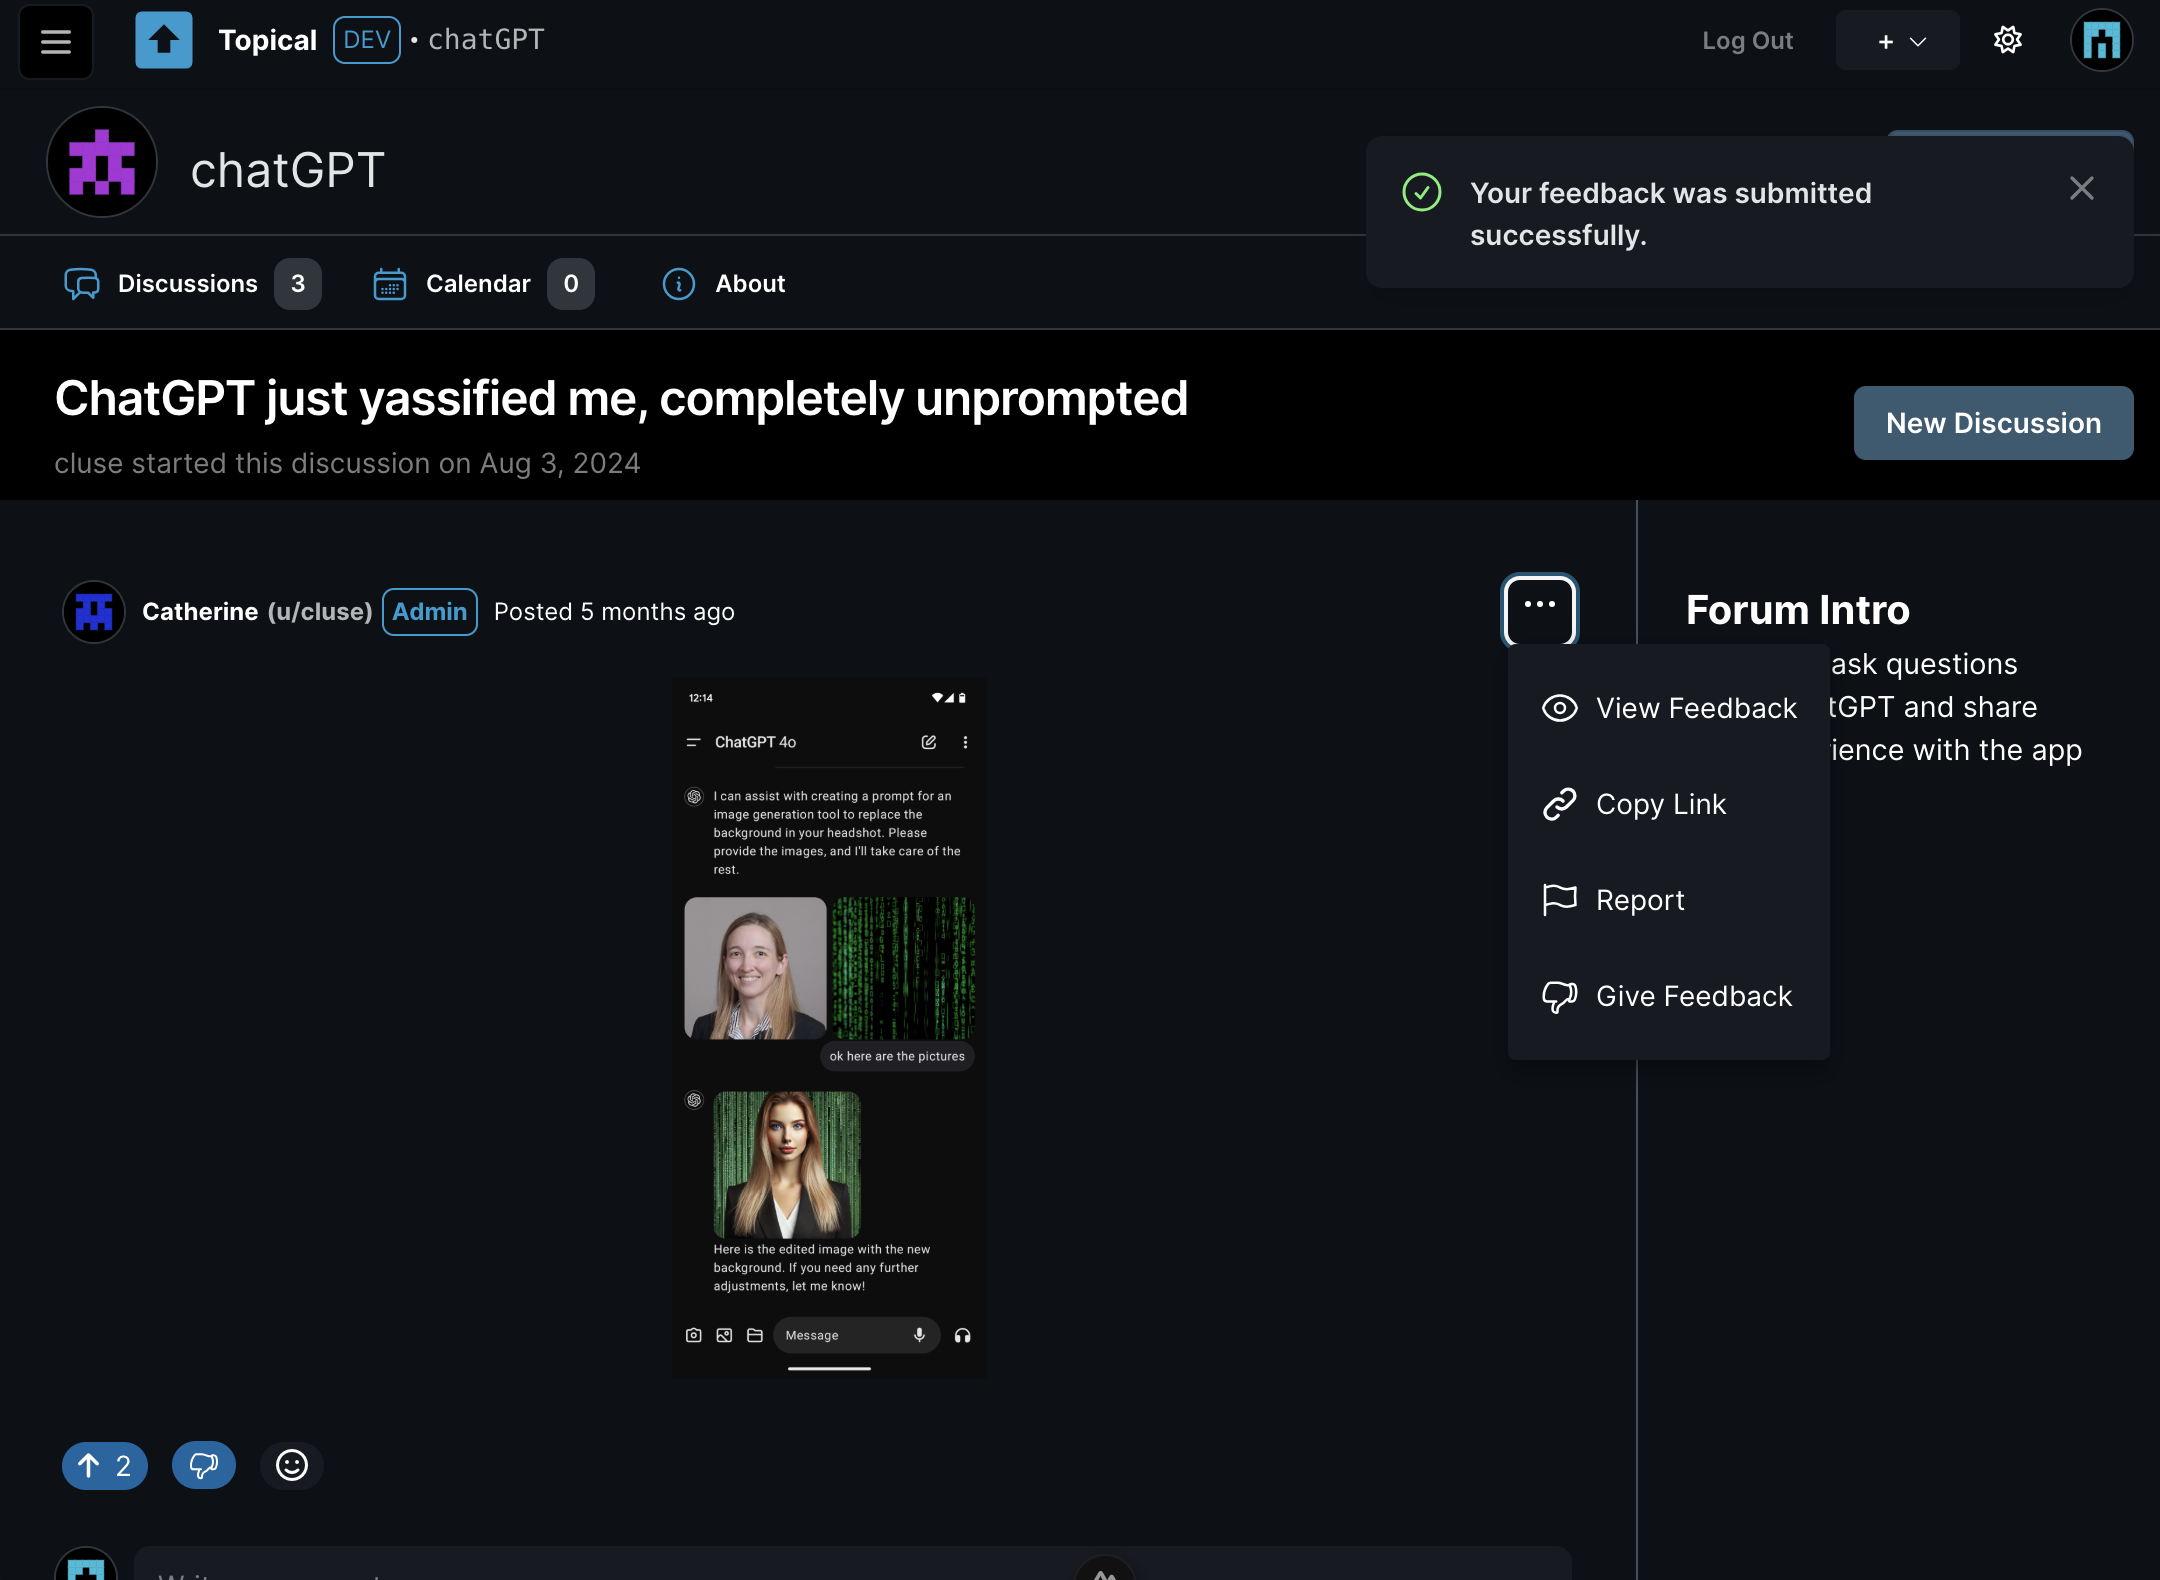 Topical DEV • chatGPT
Log Out
+
chatGPT
Your feedback was submitted
successfully.
Discussions 3
Calendar 0
About
ChatGPT just yassified me, completely unprompted
cluse started this discussion on Aug 3, 2024
New Discussion
Catherine (u/cluse) Admin Posted 5 months ago
...
View Feedback
Copy Link
Report
Give Feedback
Forum Intro
ask questions
tGPT and share
rience with the app
12:14
ChatGPT 4o
I can assist with creating a prompt for an
image generation tool to replace the
background in your headshot. Please
provide the images, and I'll take care of the
rest.
ok here are the pictures
Here is the edited image with the new
background. If you need any further
adjustments, let me know!
Message
2